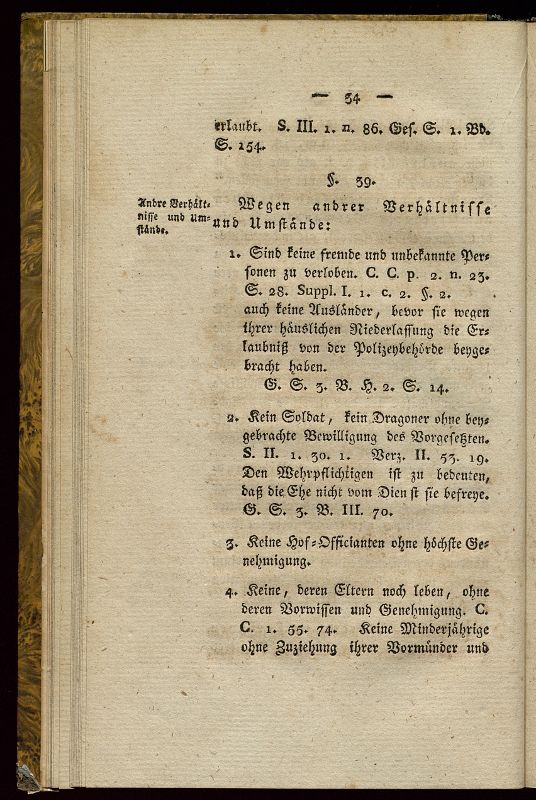 — 34 —
erlaubt. S. III. 1. n. 86. Ges. S. 1. Bd.
S. 154.
§. 39.
Andre Verhält-
nisse und Um-
stände.
Wegen andrer Verhältnisse
und Umstände:
1. Sind keine fremde und unbekannte Per-
sonen zu verloben. C. C. p. 2. n. 23.
S. 28. Suppl. I. 1. c. 2. §. 2.
auch keine Ausländer, bevor sie wegen
ihrer häuslichen Niederlassung die Er-
laubniß von der Polizeybehörde beyge-
bracht haben.
G. S. 3. B. H. 2. S. 14.
2. Kein Soldat, kein Dragoner ohne bey-
gebrachte Bewilligung des Vorgesetzten.
S. II. 1. 30. 1. Verz. II. 53. 19.
Den Wehrpflichtigen ist zu bedeuten,
daß die Ehe nicht vom Dienst sie befreye.
G. S. 3. B. III. 70.
3. Keine Hof-Officianten ohne höchste Ge-
nehmigung.
4. Keine, deren Eltern noch leben, ohne
deren Vorwissen und Genehmigung. C.
C. 1. 55. 74. Keine Minderjährige
ohne Zuziehung ihrer Vormünder und